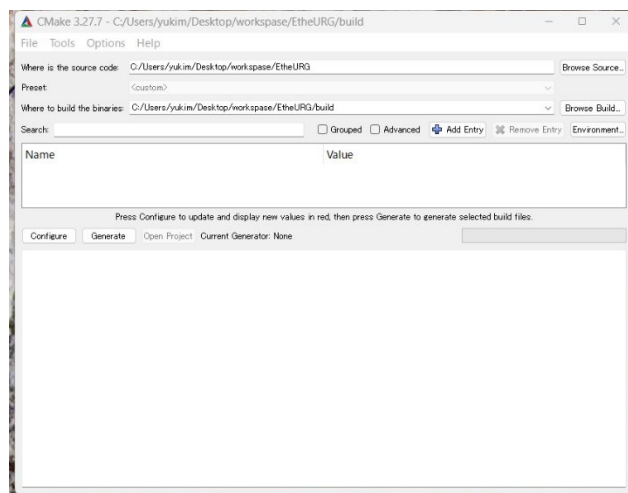 CMake 3.27.7 - C:/Users/yukim/Desktop/workspase/EtheURG/build
File Tools Options Help
Where is the source code: C:/Users/yukim/Desktop/workspase/EtheURG Browse Source...
Preset: <custom>
Where to build the binaries: C:/Users/yukim/Desktop/workspase/EtheURG/build Browse Build...
Search: Grouped Advanced Add Entry Remove Entry Environment...
Name Value
Press Configure to update and display new values in red, then press Generate to generate selected build files.
Configure Generate Open Project Current Generator: None